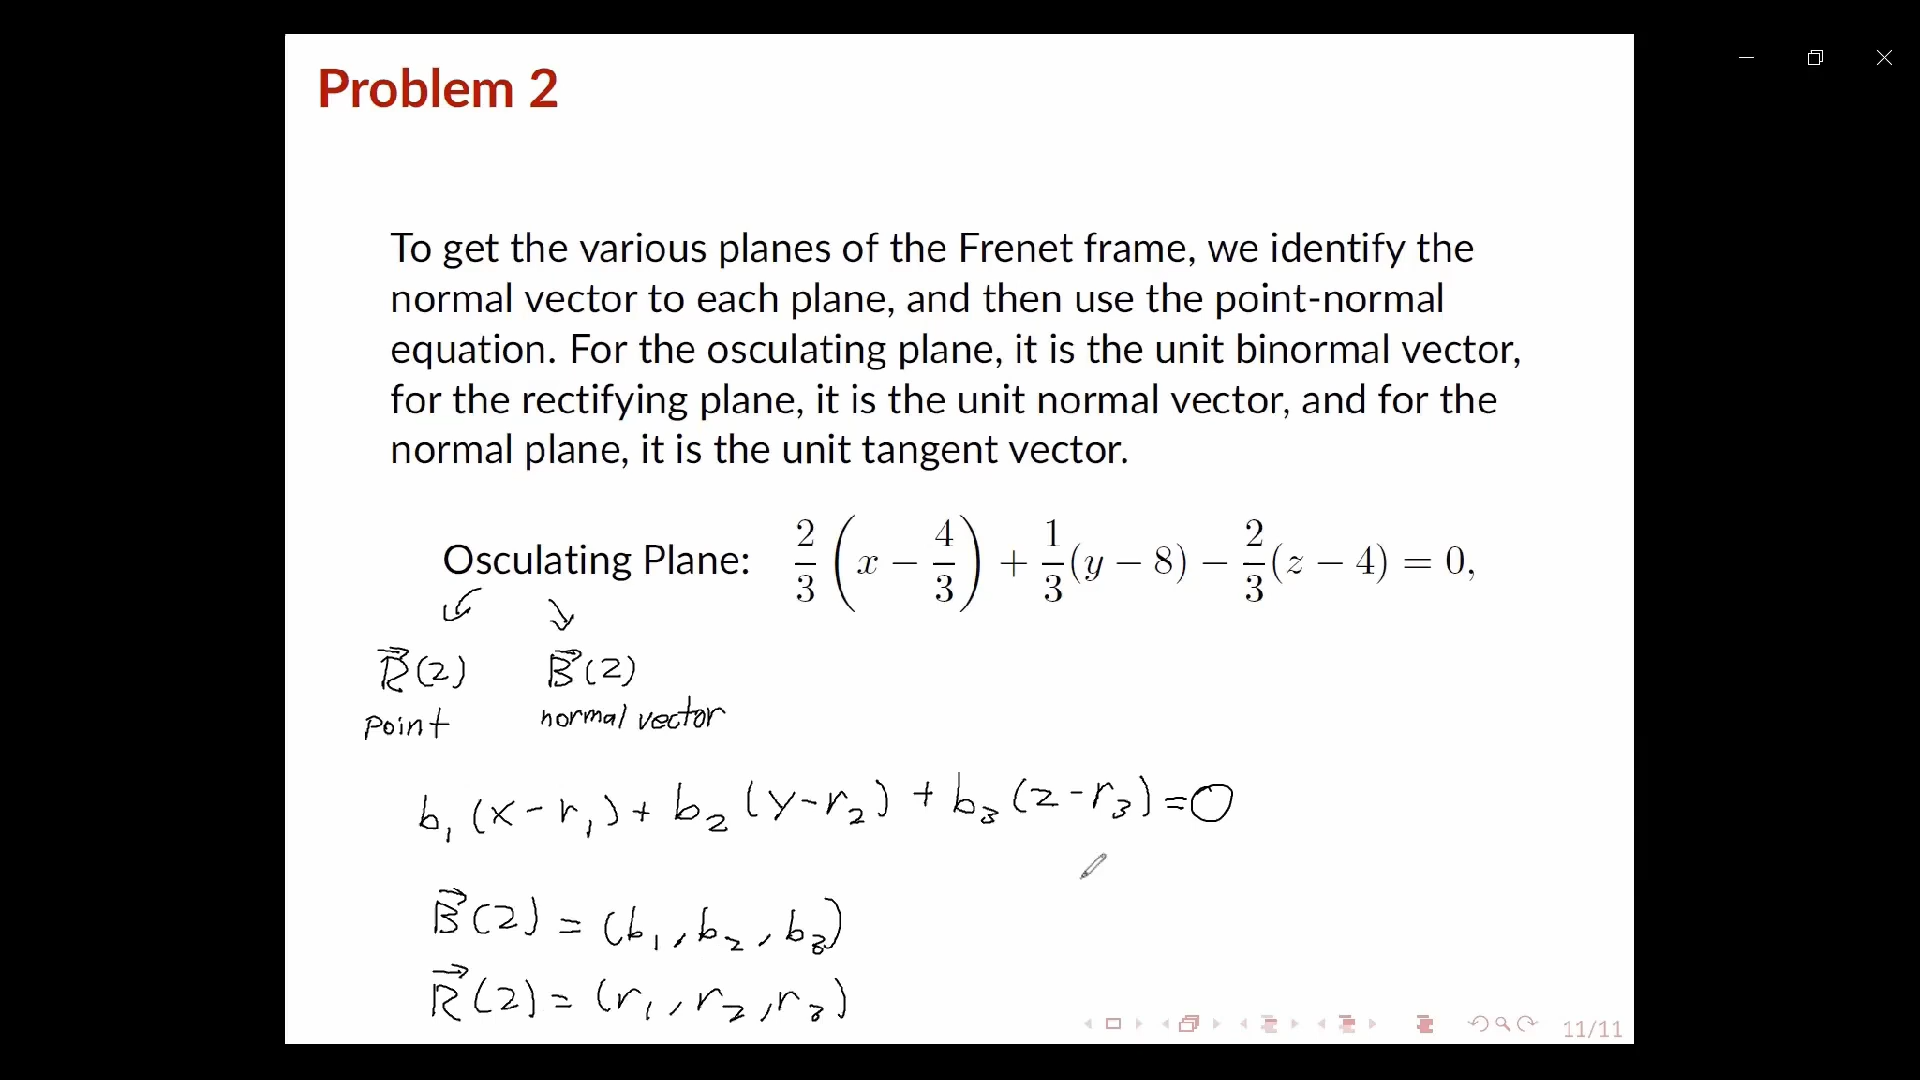 Problem 2
To get the various planes of the Frenet frame, we identify the
normal vector to each plane, and then use the point-normal
equation. For the osculating plane, it is the unit binormal vector,
for the rectifying plane, it is the unit normal vector, and for the
normal plane, it is the unit tangent vector.
Osculating Plane: 2/3 (x − 4/3) + 1/3 (y − 8) − 2/3 (z − 4) = 0,
R⃗(2) B⃗(2)
point normal vector
b₁(x - r₁) + b₂(y - r₂) + b₃(z - r₃) = 0
B⃗(2) = (b₁, b₂, b₃)
R⃗(2) = (r₁, r₂, r₃)
11/11